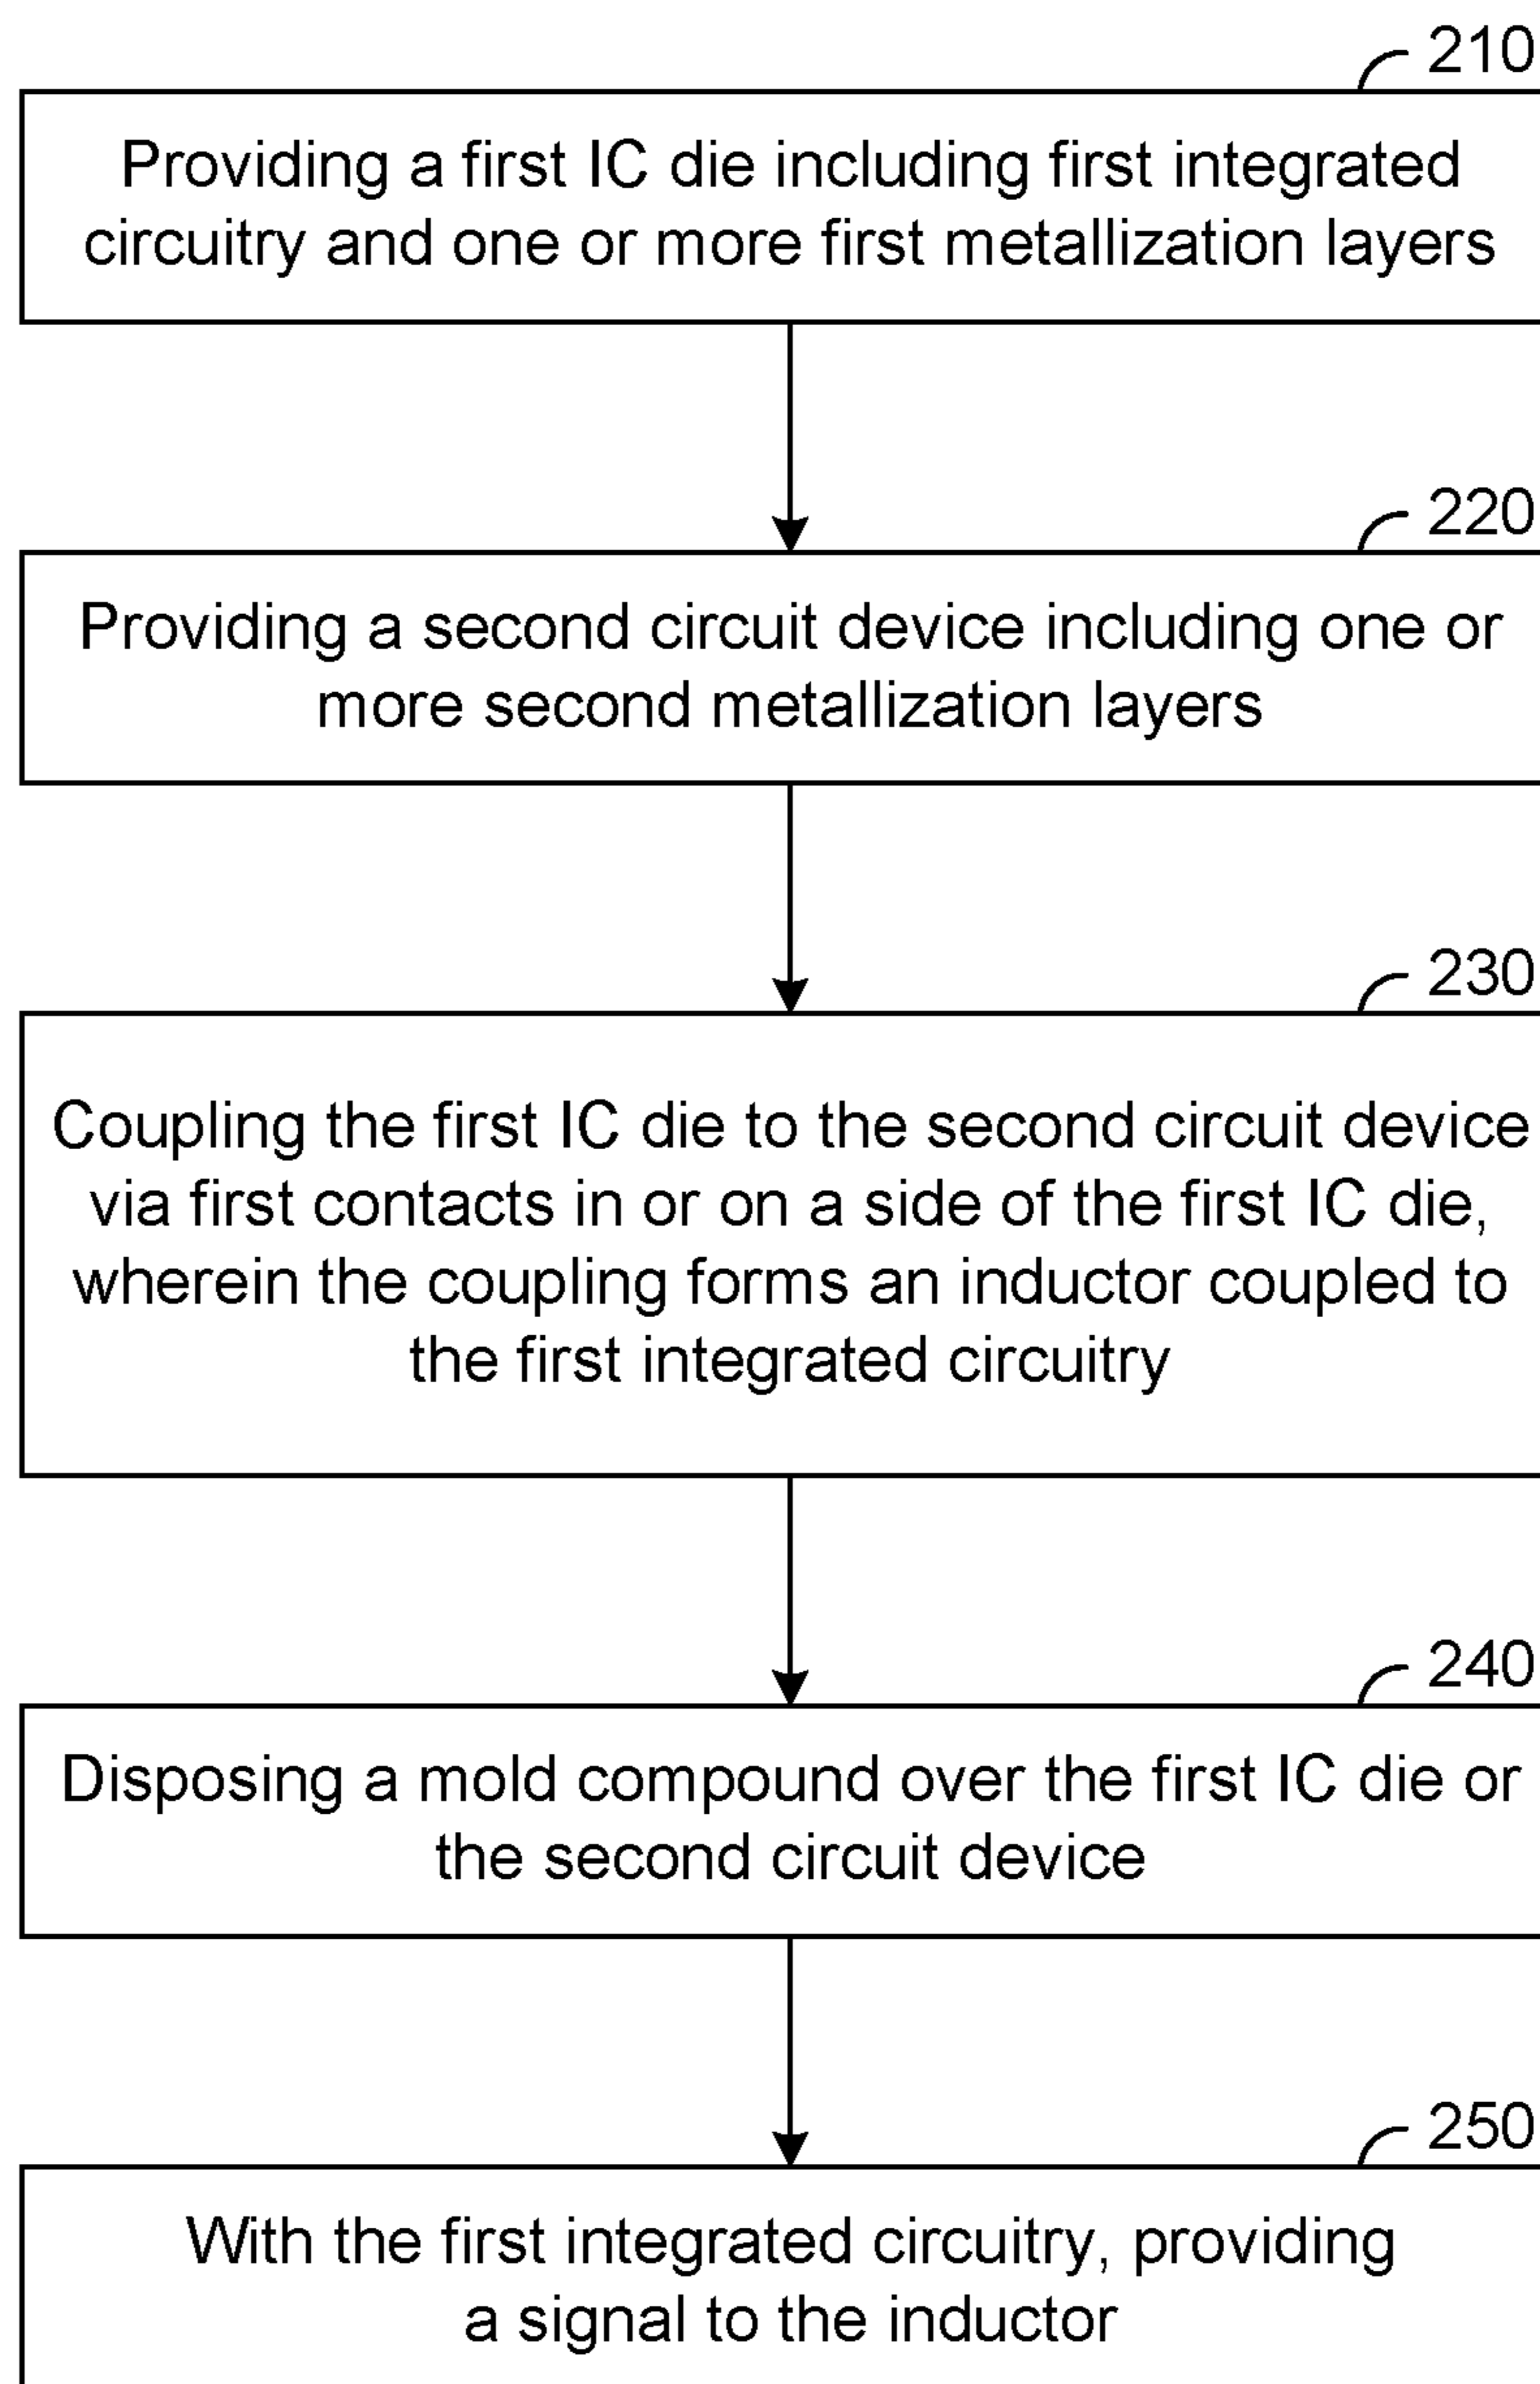 210
Providing a first IC die including first integrated
circuitry and one or more first metallization layers
220
Providing a second circuit device including one or
more second metallization layers
230
Coupling the first IC die to the second circuit device
via first contacts in or on a side of the first IC die,
wherein the coupling forms an inductor coupled to
the first integrated circuitry
240
Disposing a mold compound over the first IC die or
the second circuit device
250
With the first integrated circuitry, providing
a signal to the inductor